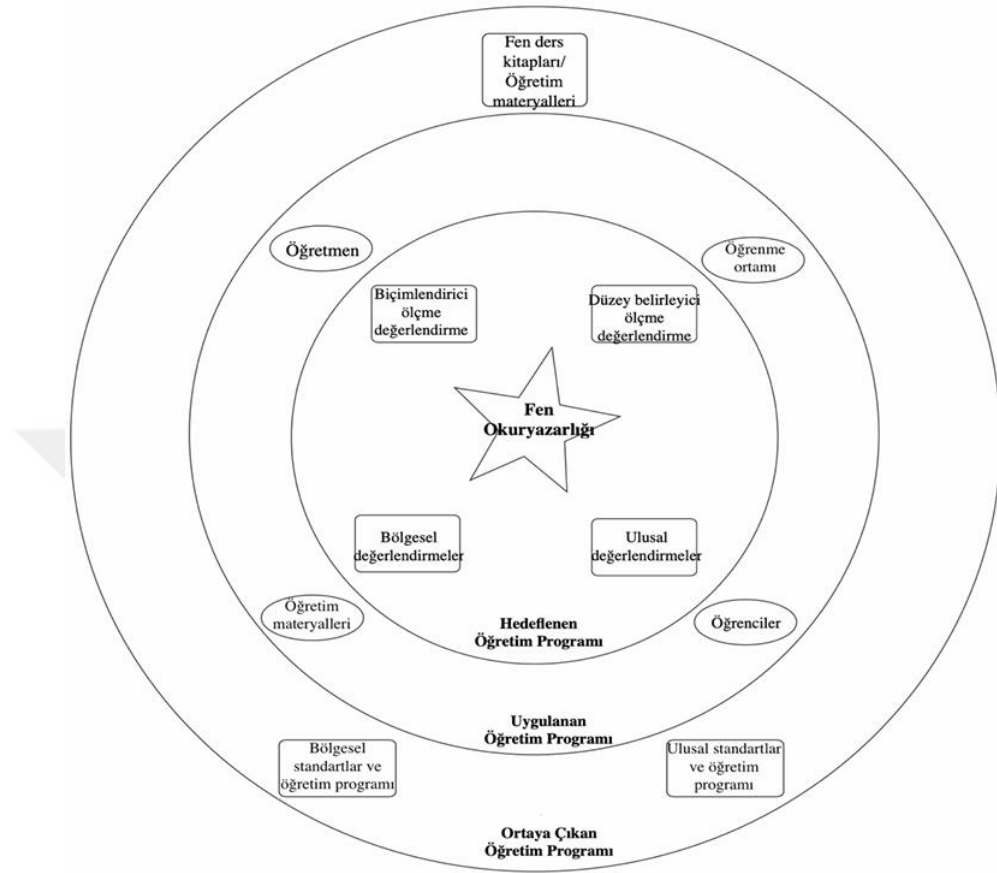 Fen ders
kitapları/
Öğretim
materyalleri
Öğretmen
Öğrenme
ortamı
Biçimlendirici
ölçme
değerlendirme
Düzey belirleyici
ölçme
değerlendirme
Fen
Okuryazarlığı
Bölgesel
değerlendirmeler
Ulusal
değerlendirmeler
Öğretim
materyalleri
Hedeflenen
Öğretim Programı
Öğrenciler
Uygulanan
Öğretim Programı
Bölgesel
standartlar ve
öğretim programı
Ulusal standartlar
ve öğretim
programı
Ortaya Çıkan
Öğretim Programı